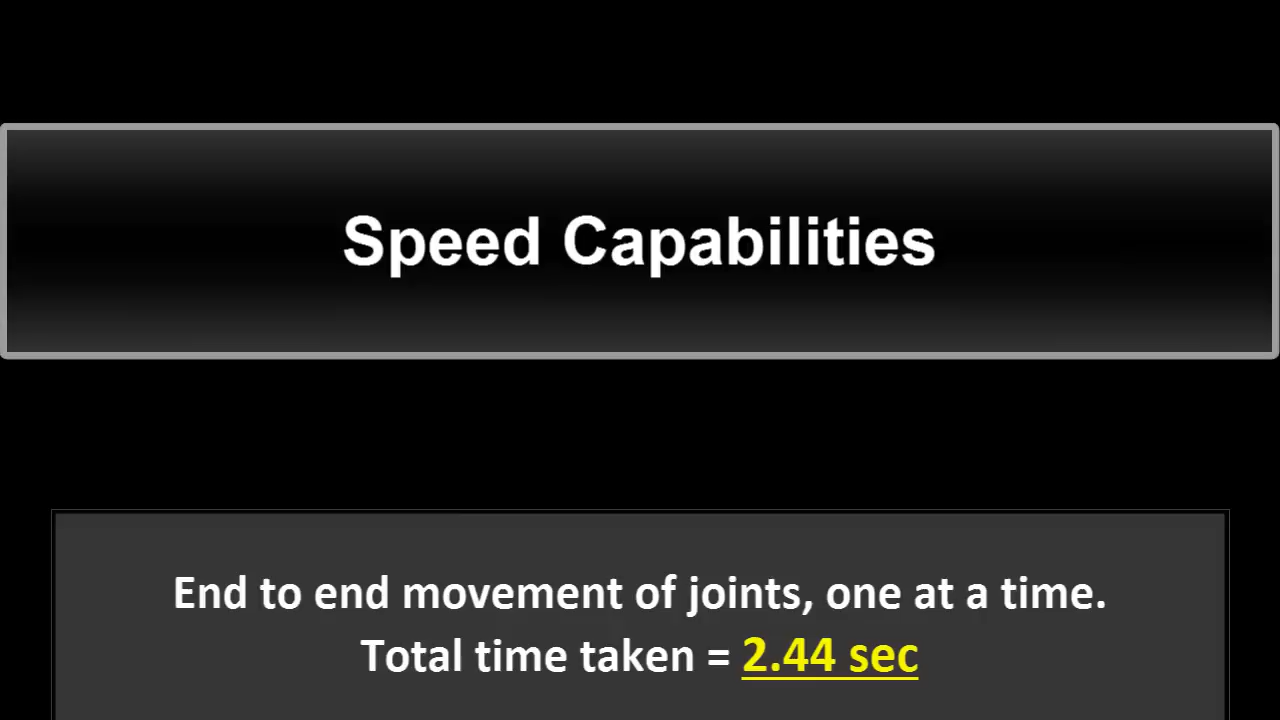 Speed Capabilities
End to end movement of joints, one at a time.
Total time taken = 2.44 sec